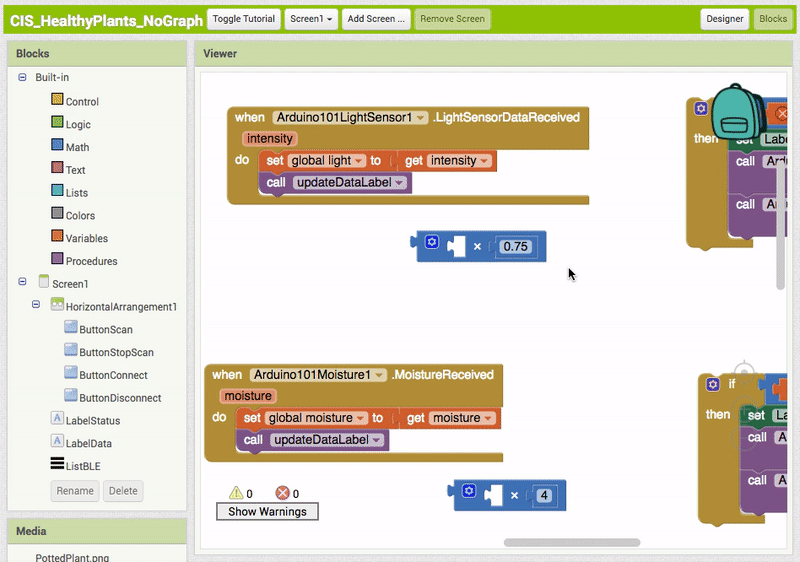 CIS_HealthyPlants_NoGraph Toggle Tutorial Screen1 Add Screen ... Remove Screen Designer Blocks
Blocks
Built-in
Control
Logic
Math
Text
Lists
Colors
Variables
Procedures
Screen1
HorizontalArrangement1
ButtonScan
ButtonStopScan
ButtonConnect
ButtonDisconnect
LabelStatus
LabelData
ListBLE
Rename Delete
Media
PottedPlant.png
Viewer
when Arduino101LightSensor1 .LightSensorDataReceived
intensity
do set global light to get intensity
call updateDataLabel
× 0.75
then set
call
call
when Arduino101Moisture1 .MoistureReceived
moisture
do set global moisture to get moisture
call updateDataLabel
× 4
if
then set
call
call
0 0
Show Warnings